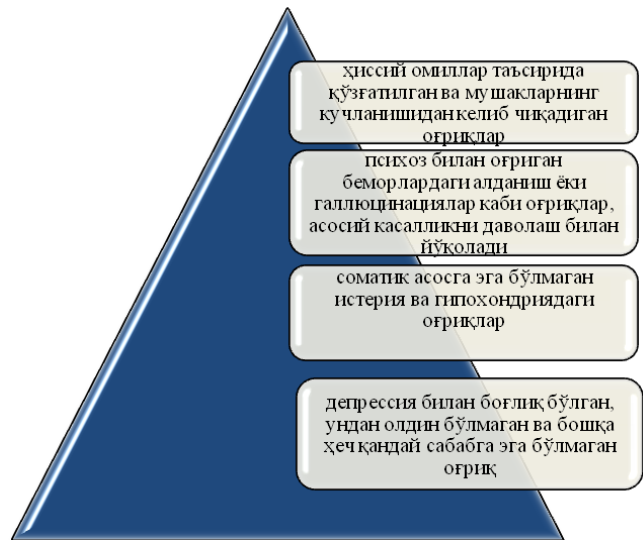 ҳиссий омиллар таъсирида
қўзғатилган ва мушакларнинг
кучланишидан келиб чиқадиган
оғриқлар
психоз билан оғриган
беморлардаги алданиш ёки
галлюцинациялар каби оғриқлар,
асосий касалликни даволаш билан
йўқолади
соматик асосга эга бўлмаган
истерия ва гипохондриядаги
оғриқлар
депрессия билан боғлиқ бўлган,
ундан олдин бўлмаган ва бошқа
ҳеч қандай сабабга эга бўлмаган
оғриқ